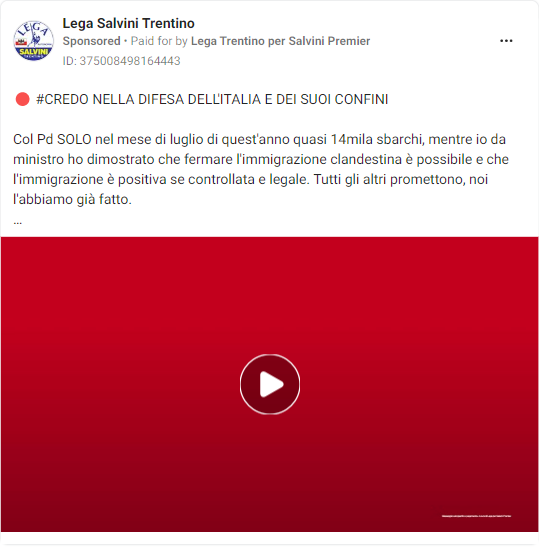 LEGA
SALVINI
TRENTINO
Lega Salvini Trentino
Sponsored • Paid for by Lega Trentino per Salvini Premier
ID: 375008498164443
#CREDO NELLA DIFESA DELL'ITALIA E DEI SUOI CONFINI
Col Pd SOLO nel mese di luglio di quest'anno quasi 14mila sbarchi, mentre io da
ministro ho dimostrato che fermare l'immigrazione clandestina è possibile e che
l'immigrazione è positiva se controllata e legale. Tutti gli altri promettono, noi
l'abbiamo già fatto.
...